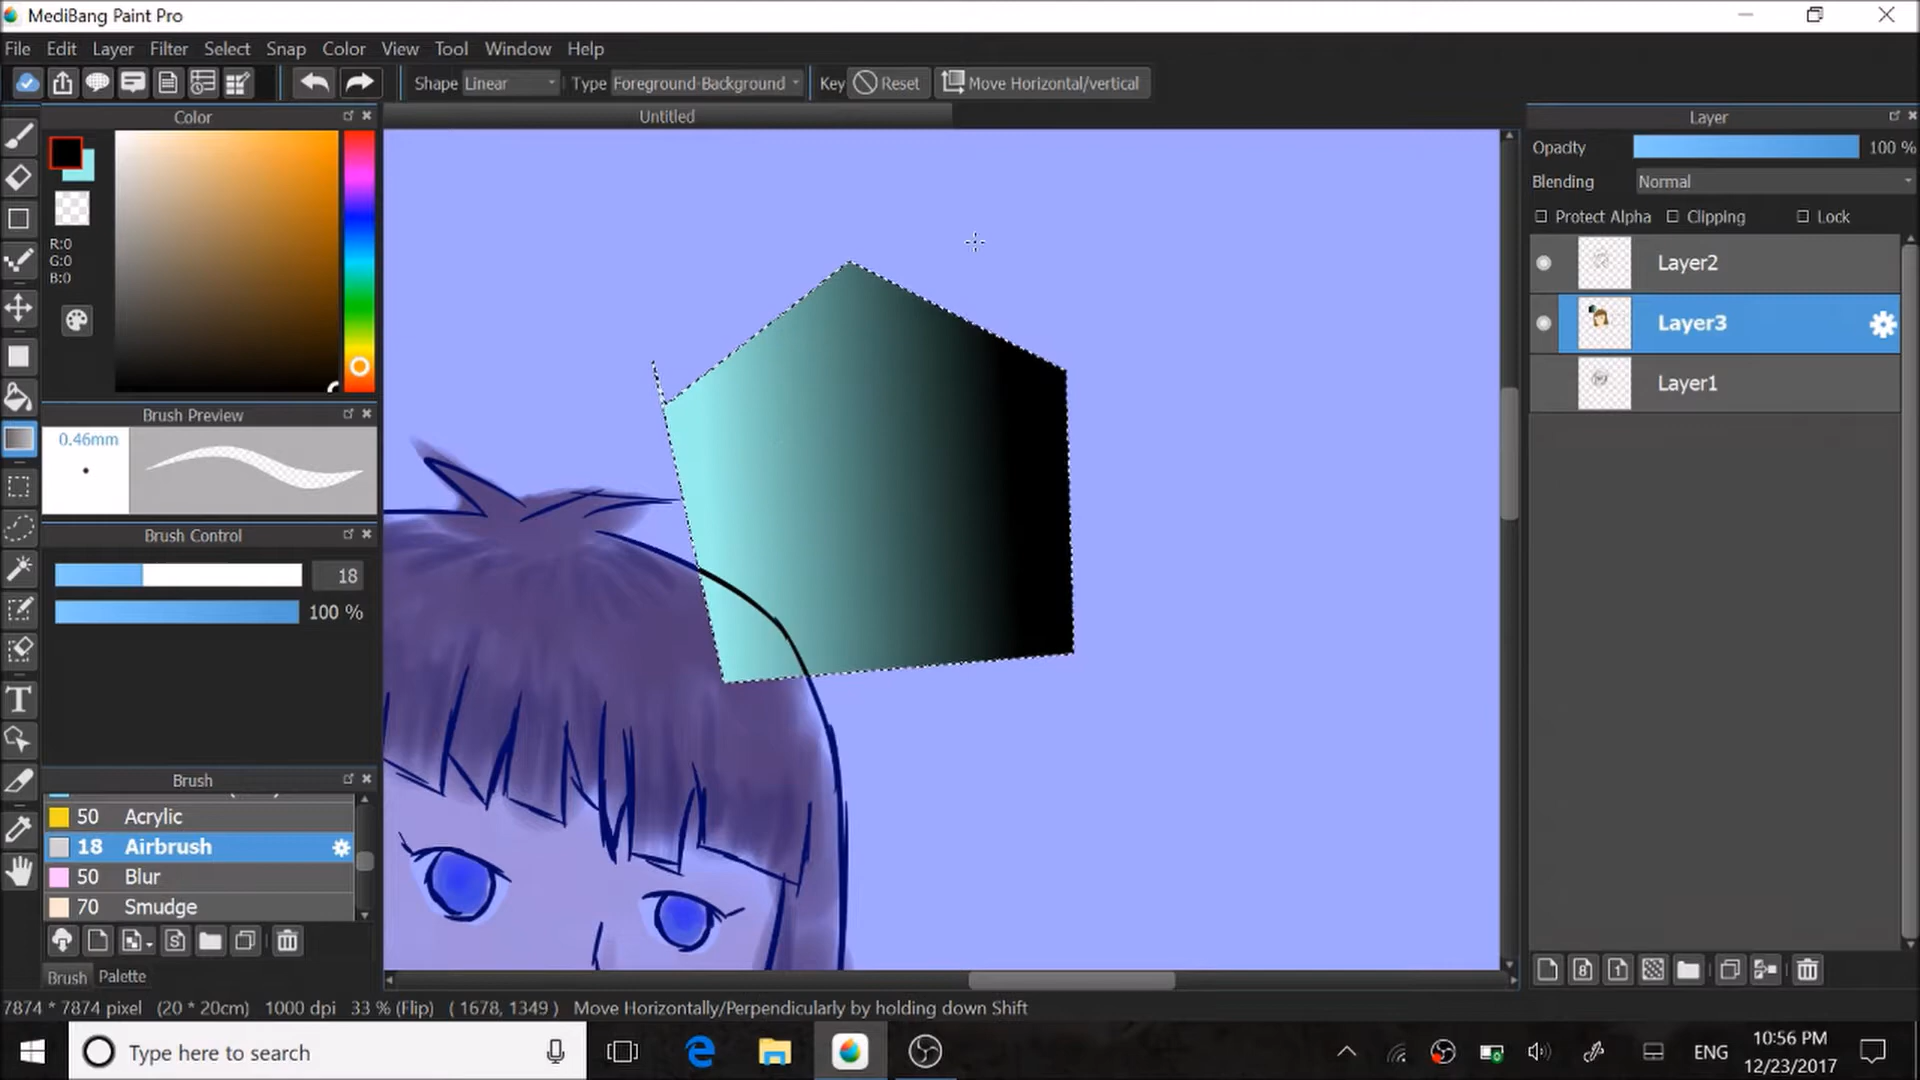 MediBang Paint Pro
File Edit Layer Filter Select Snap Color View Tool Window Help
Shape Linear Type Foreground-Background Key Reset Move Horizontal/vertical
Color
Untitled
Layer
R:0
G:0
B:0
Opacity 100 %
Blending Normal
Protect Alpha Clipping Lock
Layer2
Layer3
Layer1
Brush Preview
0.46mm
Brush Control
18
100 %
Brush
50 Acrylic
18 Airbrush
50 Blur
70 Smudge
Brush Palette
7874 * 7874 pixel (20 * 20cm) 1000 dpi 33 % (Flip) ( 1678, 1349 ) Move Horizontally/Perpendicularly by holding down Shift
Type here to search
ENG
10:56 PM
12/23/2017